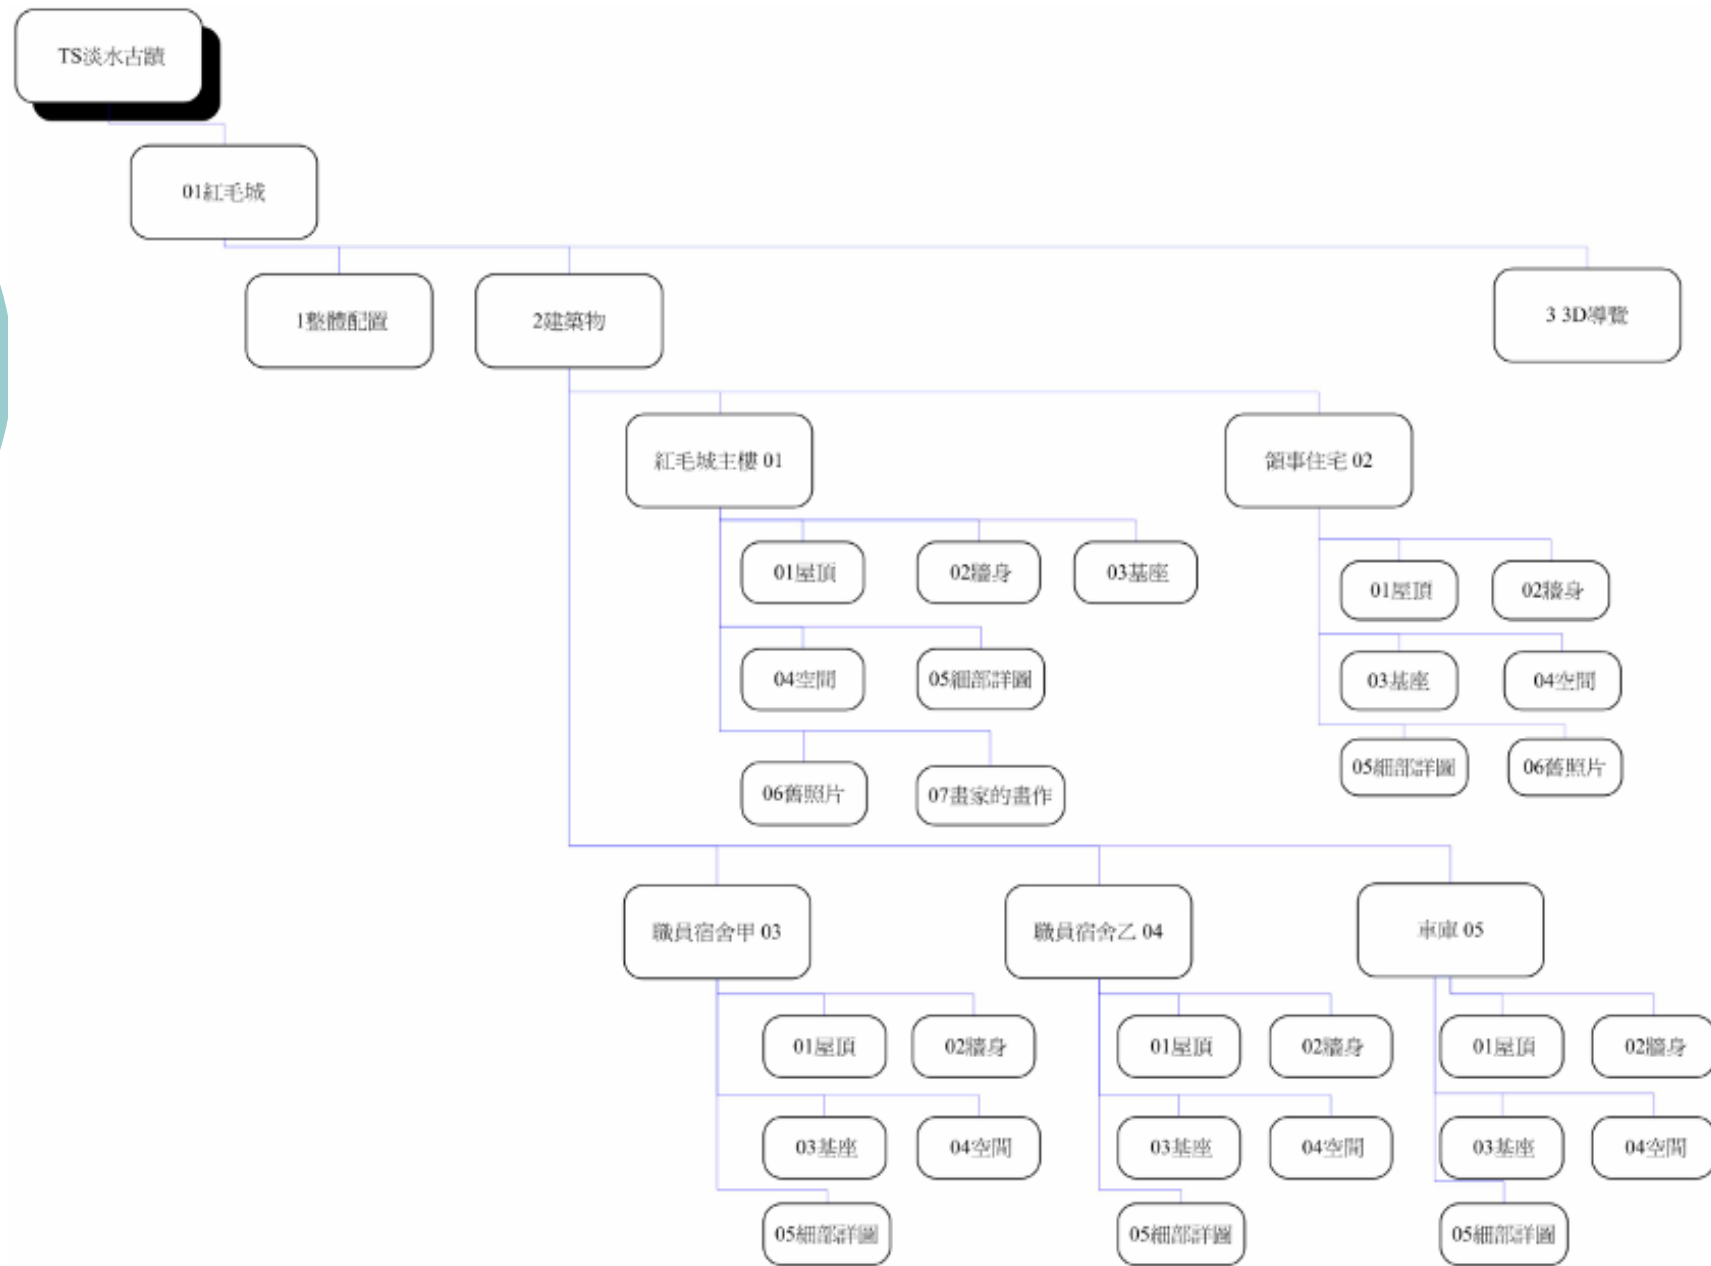 TS淡水古蹟
01紅毛城
1整體配置
2建築物
3 3D導覽
紅毛城主樓 01
領事住宅 02
01屋頂
02牆身
03基座
01屋頂
02牆身
04空間
05細部詳圖
03基座
04空間
06舊照片
07畫家的畫作
05細部詳圖
06舊照片
職員宿舍甲 03
職員宿舍乙 04
車庫 05
01屋頂
02牆身
01屋頂
02牆身
01屋頂
02牆身
03基座
04空間
03基座
04空間
03基座
04空間
05細部詳圖
05細部詳圖
05細部詳圖